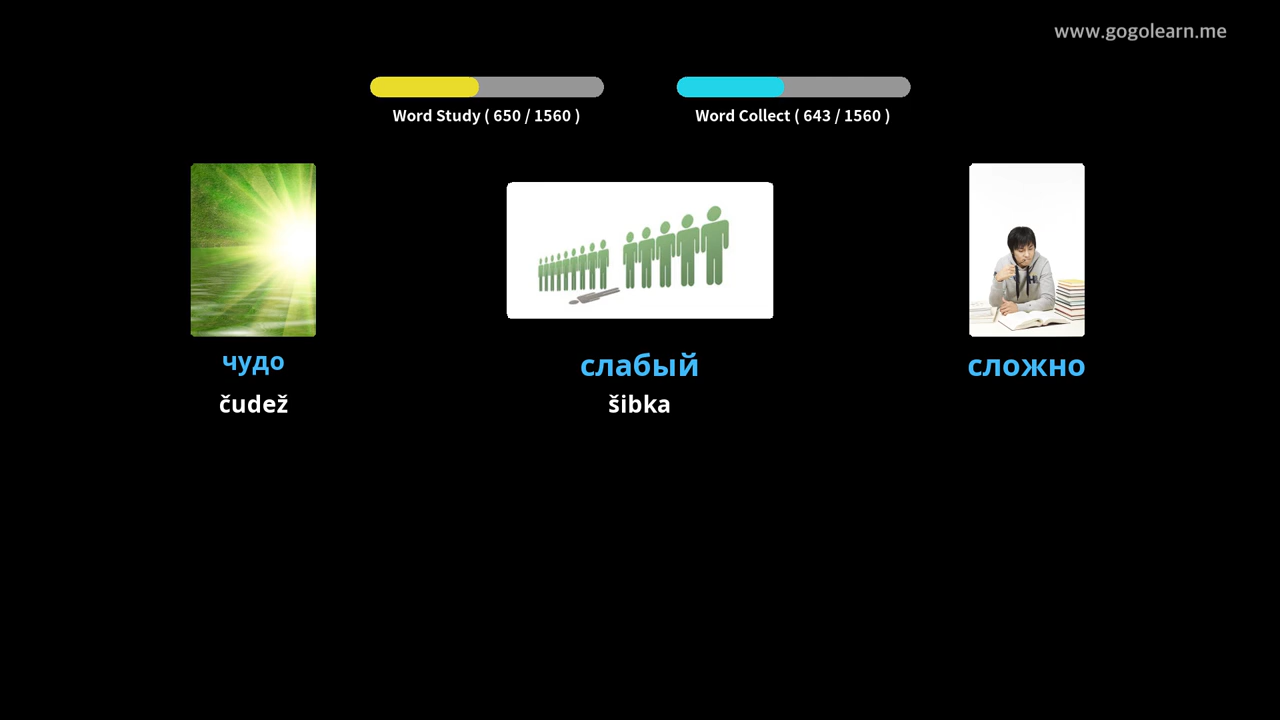 www.gogolearn.me
Word Study ( 650 / 1560 )
Word Collect ( 643 / 1560 )
чудо
слабый
сложно
čudež
šibka